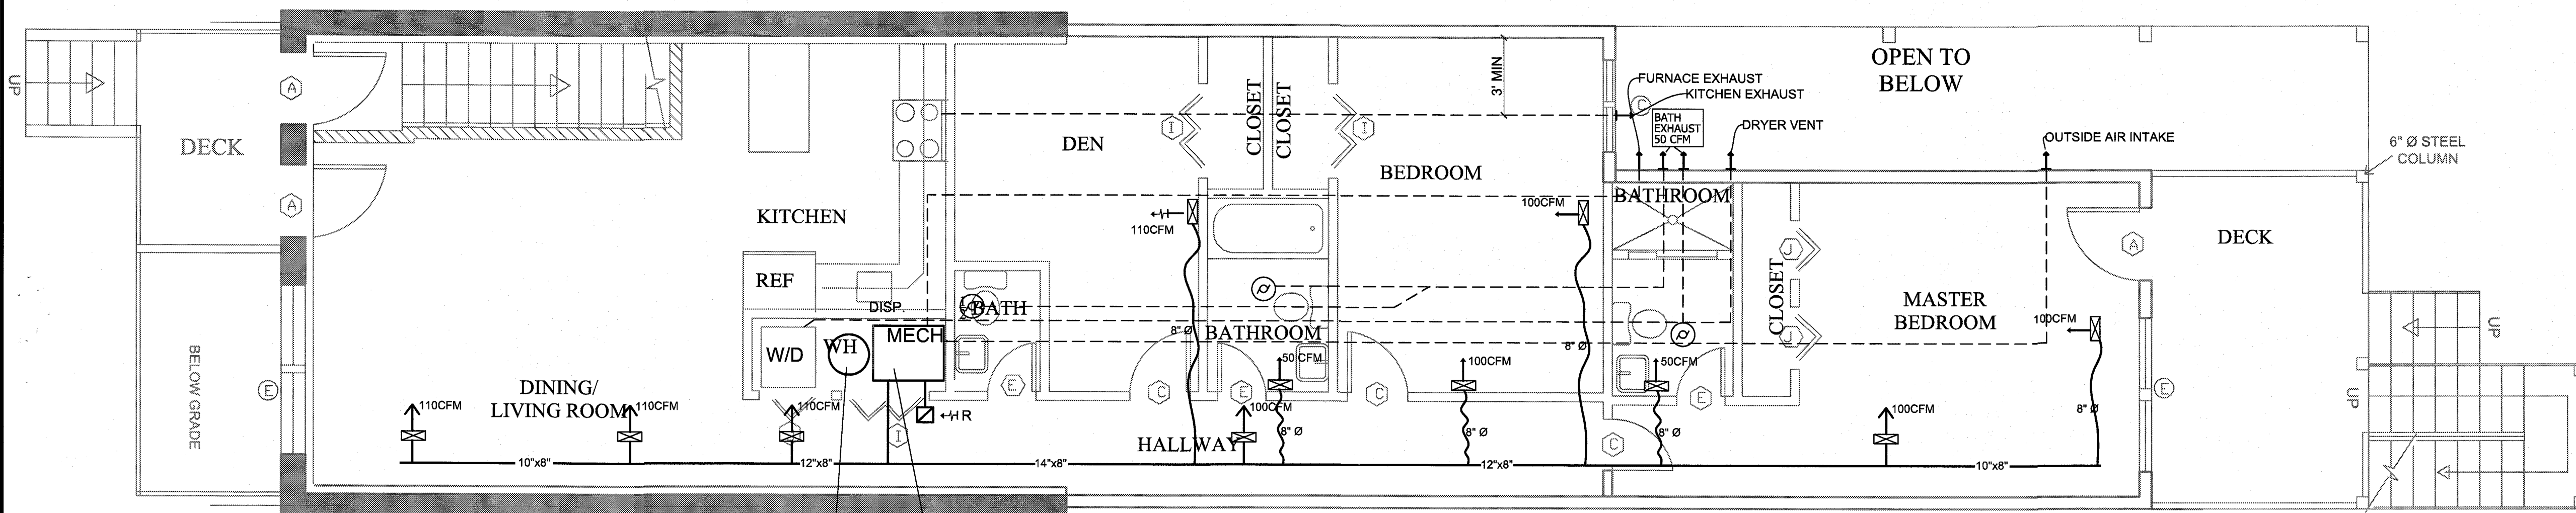 UP
DECK
A
A
BELOW GRADE
E
KITCHEN
REF
DISP.
W/D
WH
MECH
DINING/
LIVING ROOM
110CFM
110CFM
110CFM
R
I
10"x8"
12"x8"
14"x8"
DEN
BATH
E
C
I
CLOSET
CLOSET
I
110CFM
8" Ø
BATHROOM
E
50 CFM
100CFM
HALLWAY
8" Ø
BEDROOM
3' MIN
100CFM
8" Ø
C
100CFM
8" Ø
12"x8"
FURNACE EXHAUST
KITCHEN EXHAUST
C
BATH
EXHAUST
50 CFM
DRYER VENT
BATHROOM
50CFM
8" Ø
E
C
CLOSET
J
J
MASTER
BEDROOM
100CFM
100CFM
8" Ø
10"x8"
OPEN TO
BELOW
OUTSIDE AIR INTAKE
6" Ø STEEL
COLUMN
A
E
DECK
UP
UP